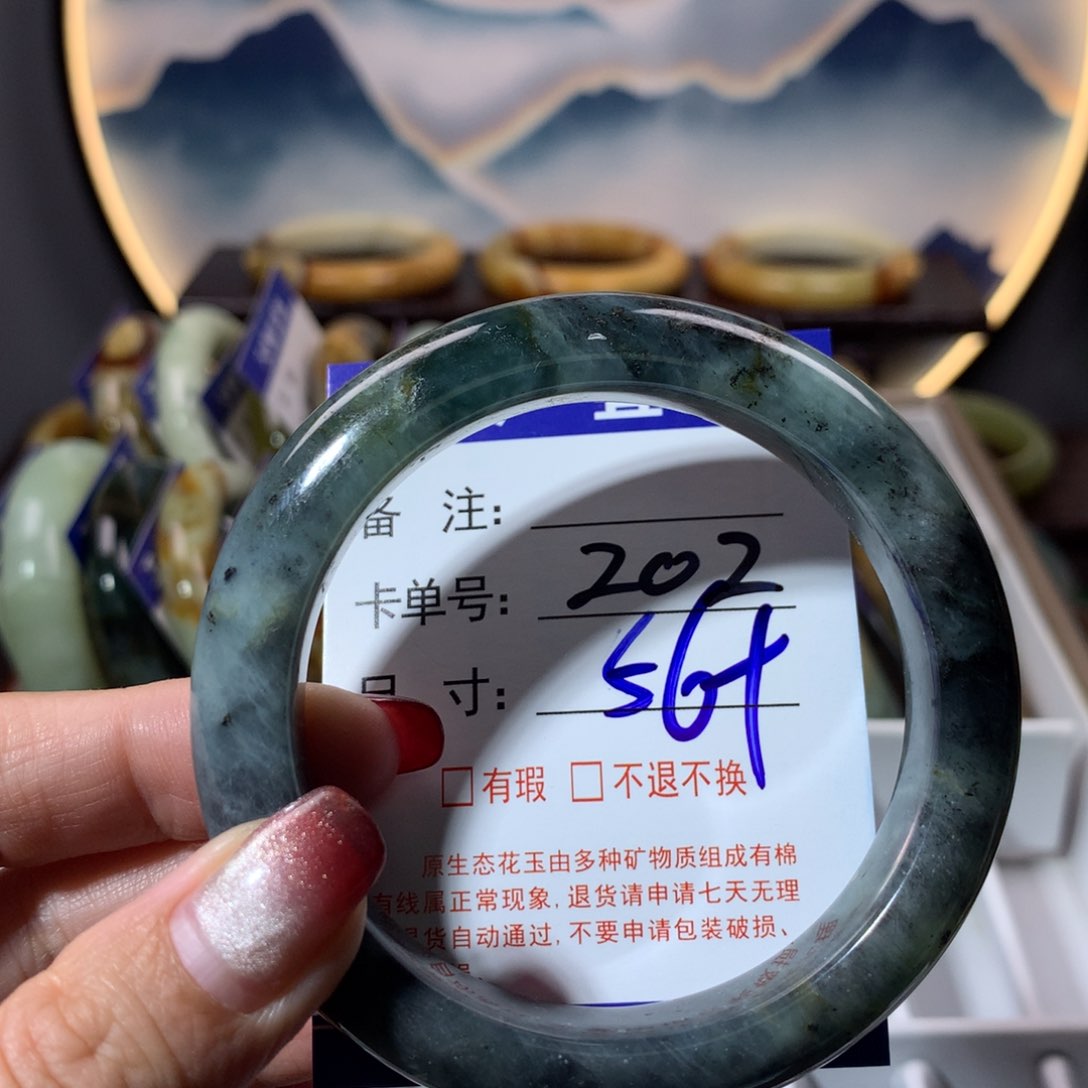 备 注:
卡单号: 202
尺 寸: 56+
□有瑕 □不退不换
原生态花玉由多种矿物质组成有棉
有线属正常现象,退货请申请七天无理
退货自动通过,不要申请包装破损、